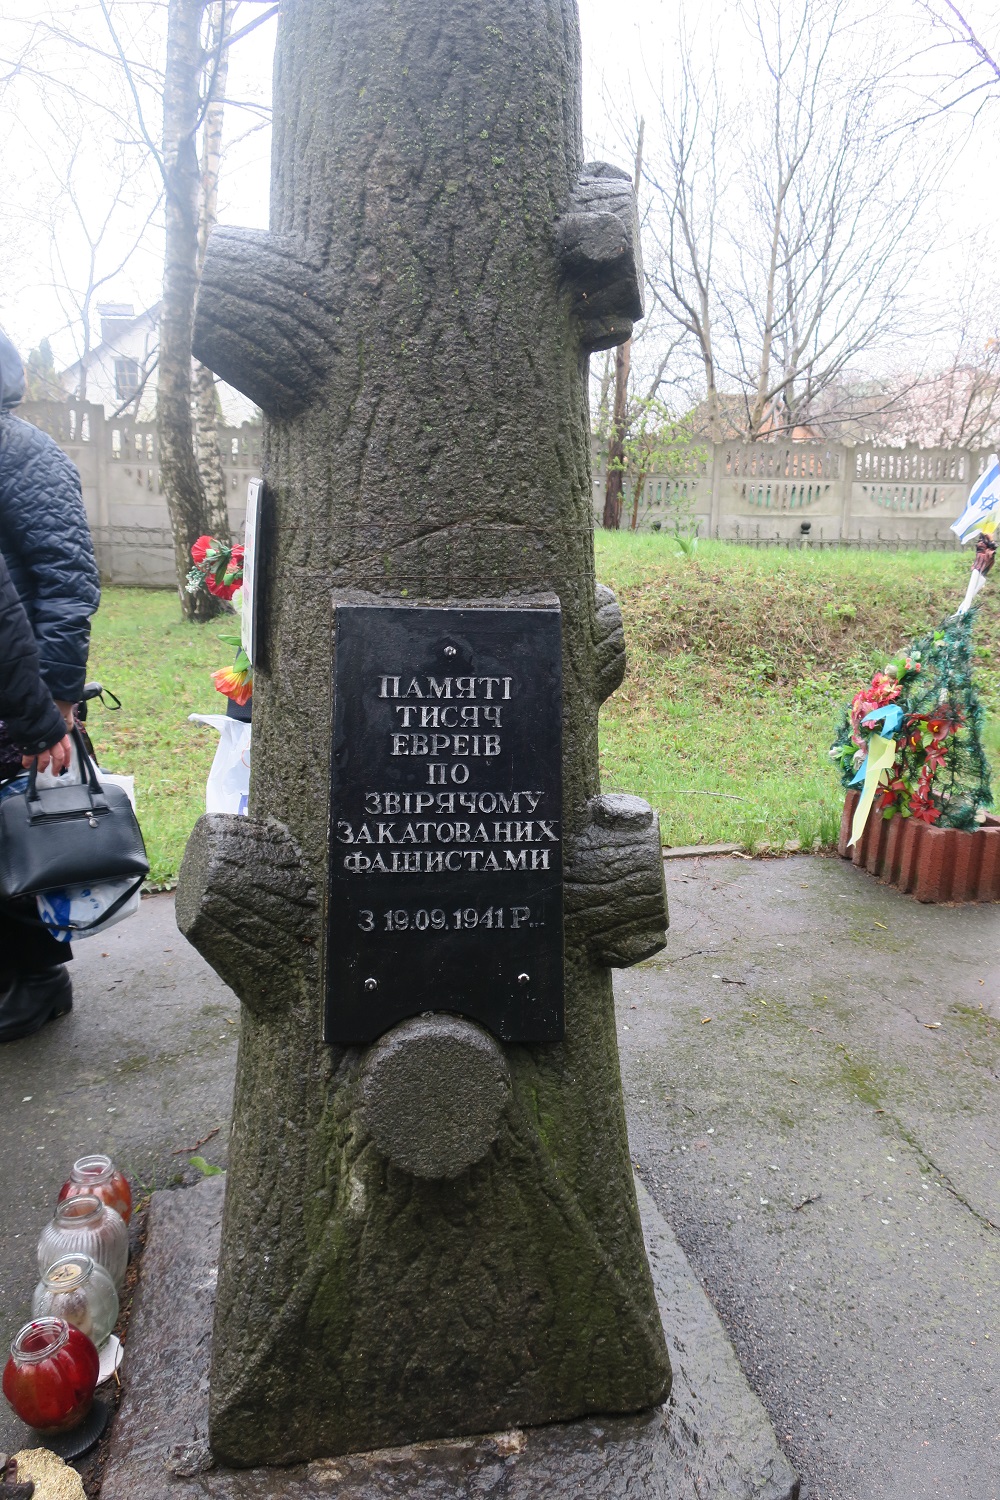 ПАМЯТІ
ТИСЯЧ
ЕВРЕІВ
ПО
ЗВІРЯЧОМУ
ЗАКАТОВАНИХ
ФАШИСТАМИ
З 19.09.1941 Р..